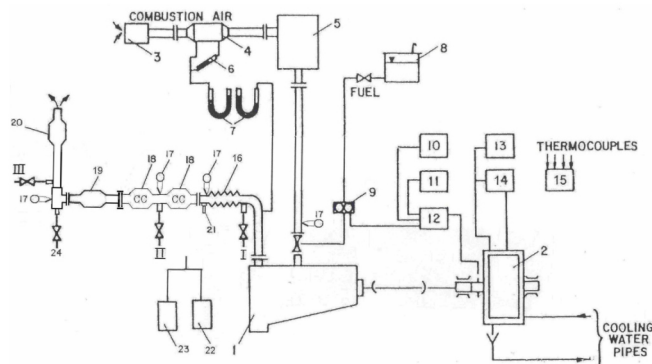 COMBUSTION AIR
3
4
5
6
7
8
FUEL
20
III
17
19
18
17
18
17
16
CC
CC
21
24
II
I
17
9
10
11
12
13
14
THERMOCOUPLES
15
2
23
22
1
COOLING
WATER
PIPES